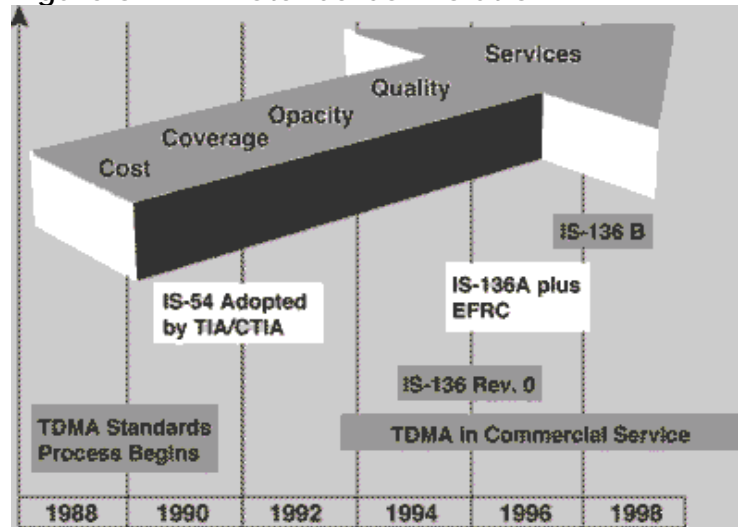 Services
Quality
Opacity
Coverage
Cost
IS-136 B
IS-136A plus
EFRC
IS-54 Adopted
by TIA/CTIA
IS-136 Rev. 0
TDMA Standards
Process Begins
TDMA in Commercial Service
1988 1990 1992 1994 1996 1998